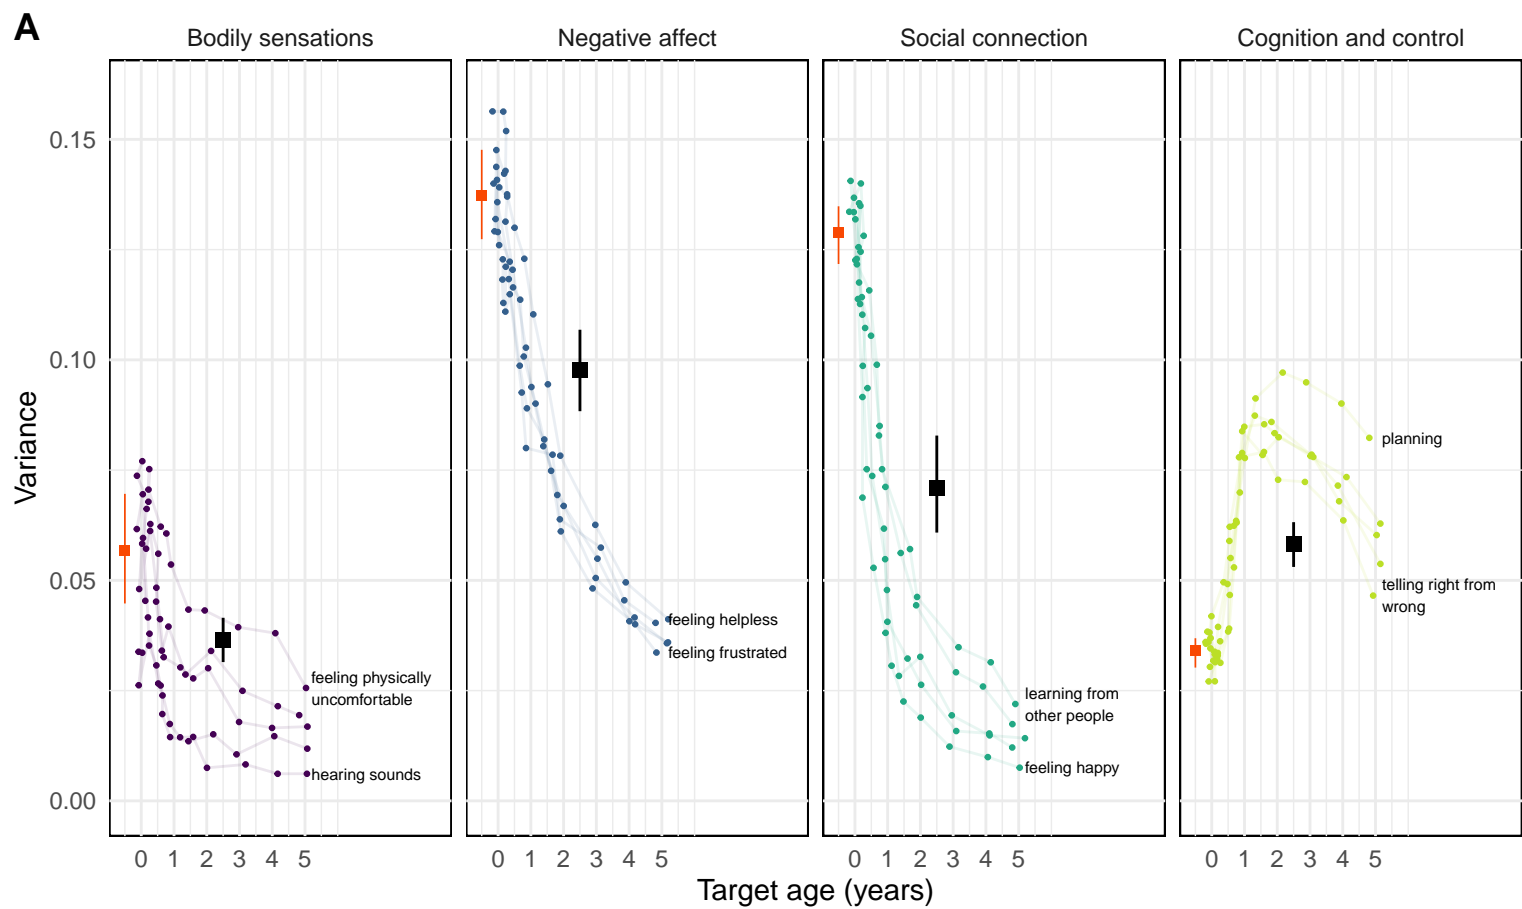 A
Bodily sensations
Negative affect
Social connection
Cognition and control
Variance
0.15
0.10
0.05
0.00
feeling physically
uncomfortable
hearing sounds
feeling helpless
feeling frustrated
learning from
other people
feeling happy
planning
telling right from
wrong
0 1 2 3 4 5
0 1 2 3 4 5
0 1 2 3 4 5
0 1 2 3 4 5
Target age (years)